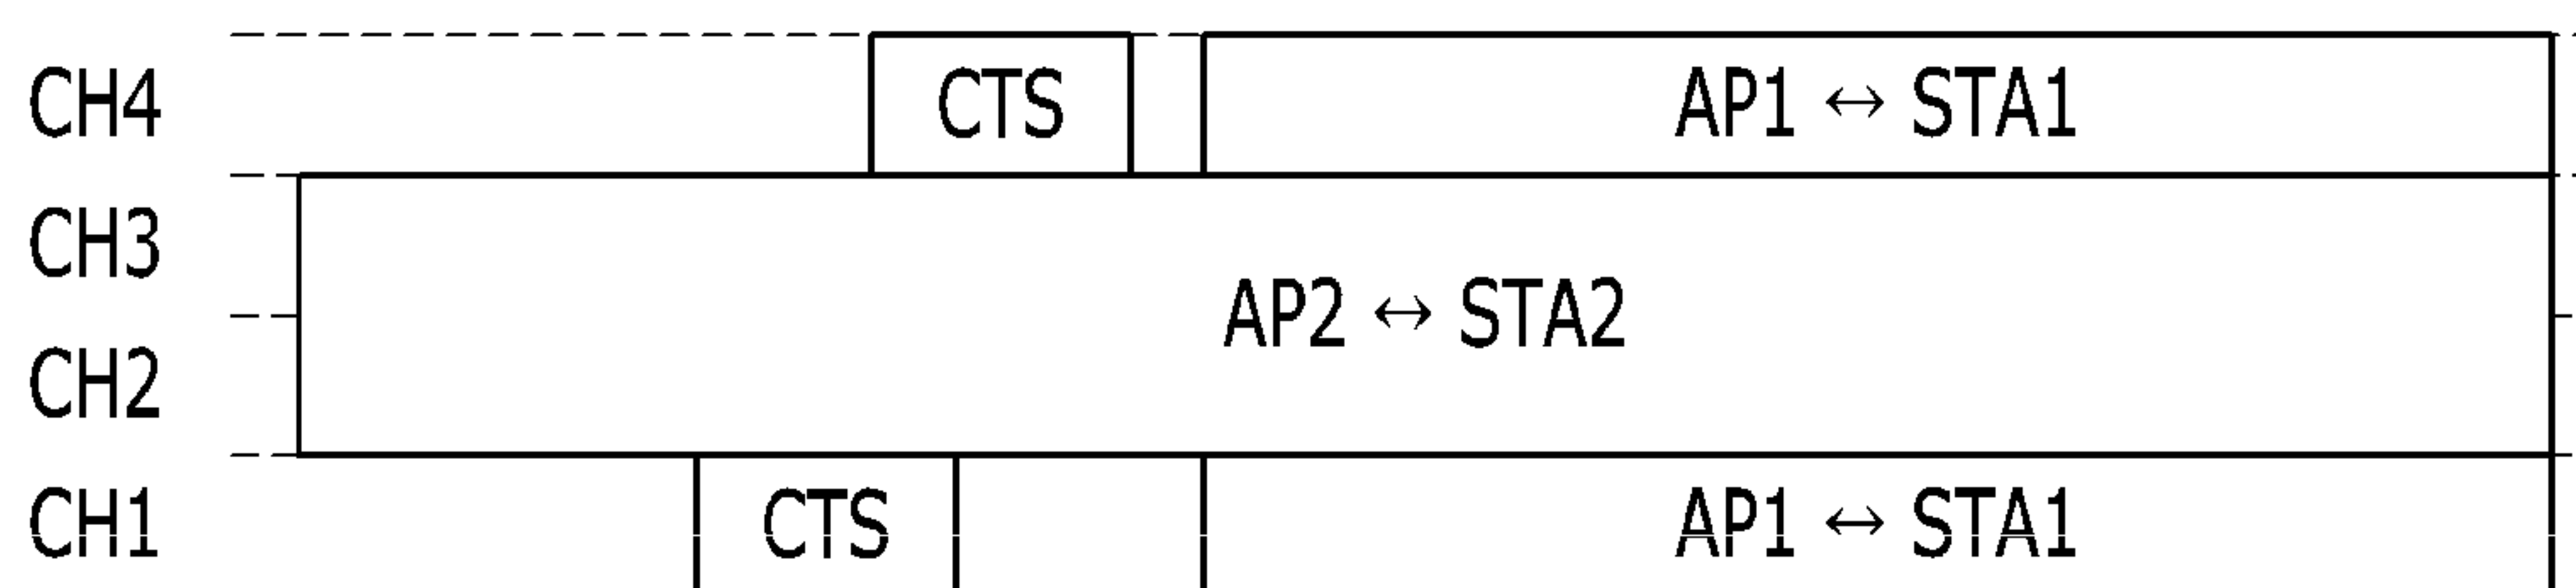 CH4 CTS AP1 ↔ STA1
CH3
AP2 ↔ STA2
CH2
CH1 CTS AP1 ↔ STA1